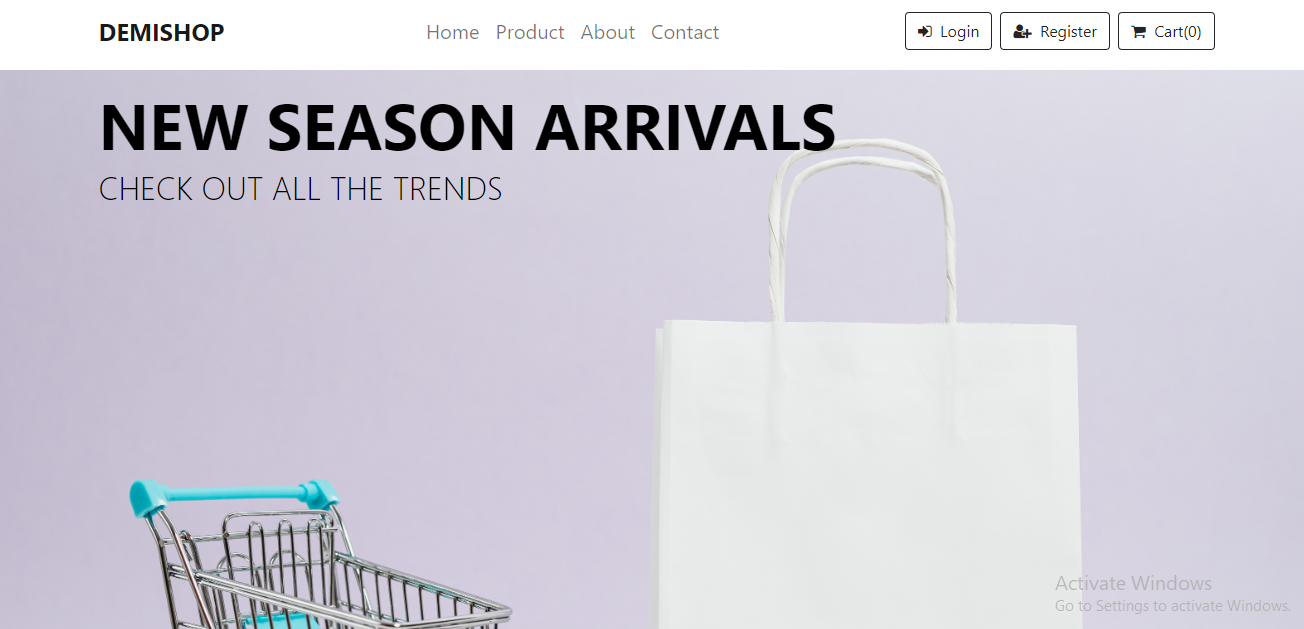 DEMISHOP
Home Product About Contact
Login Register Cart(0)
NEW SEASON ARRIVALS
CHECK OUT ALL THE TRENDS
Activate Windows
Go to Settings to activate Windows.